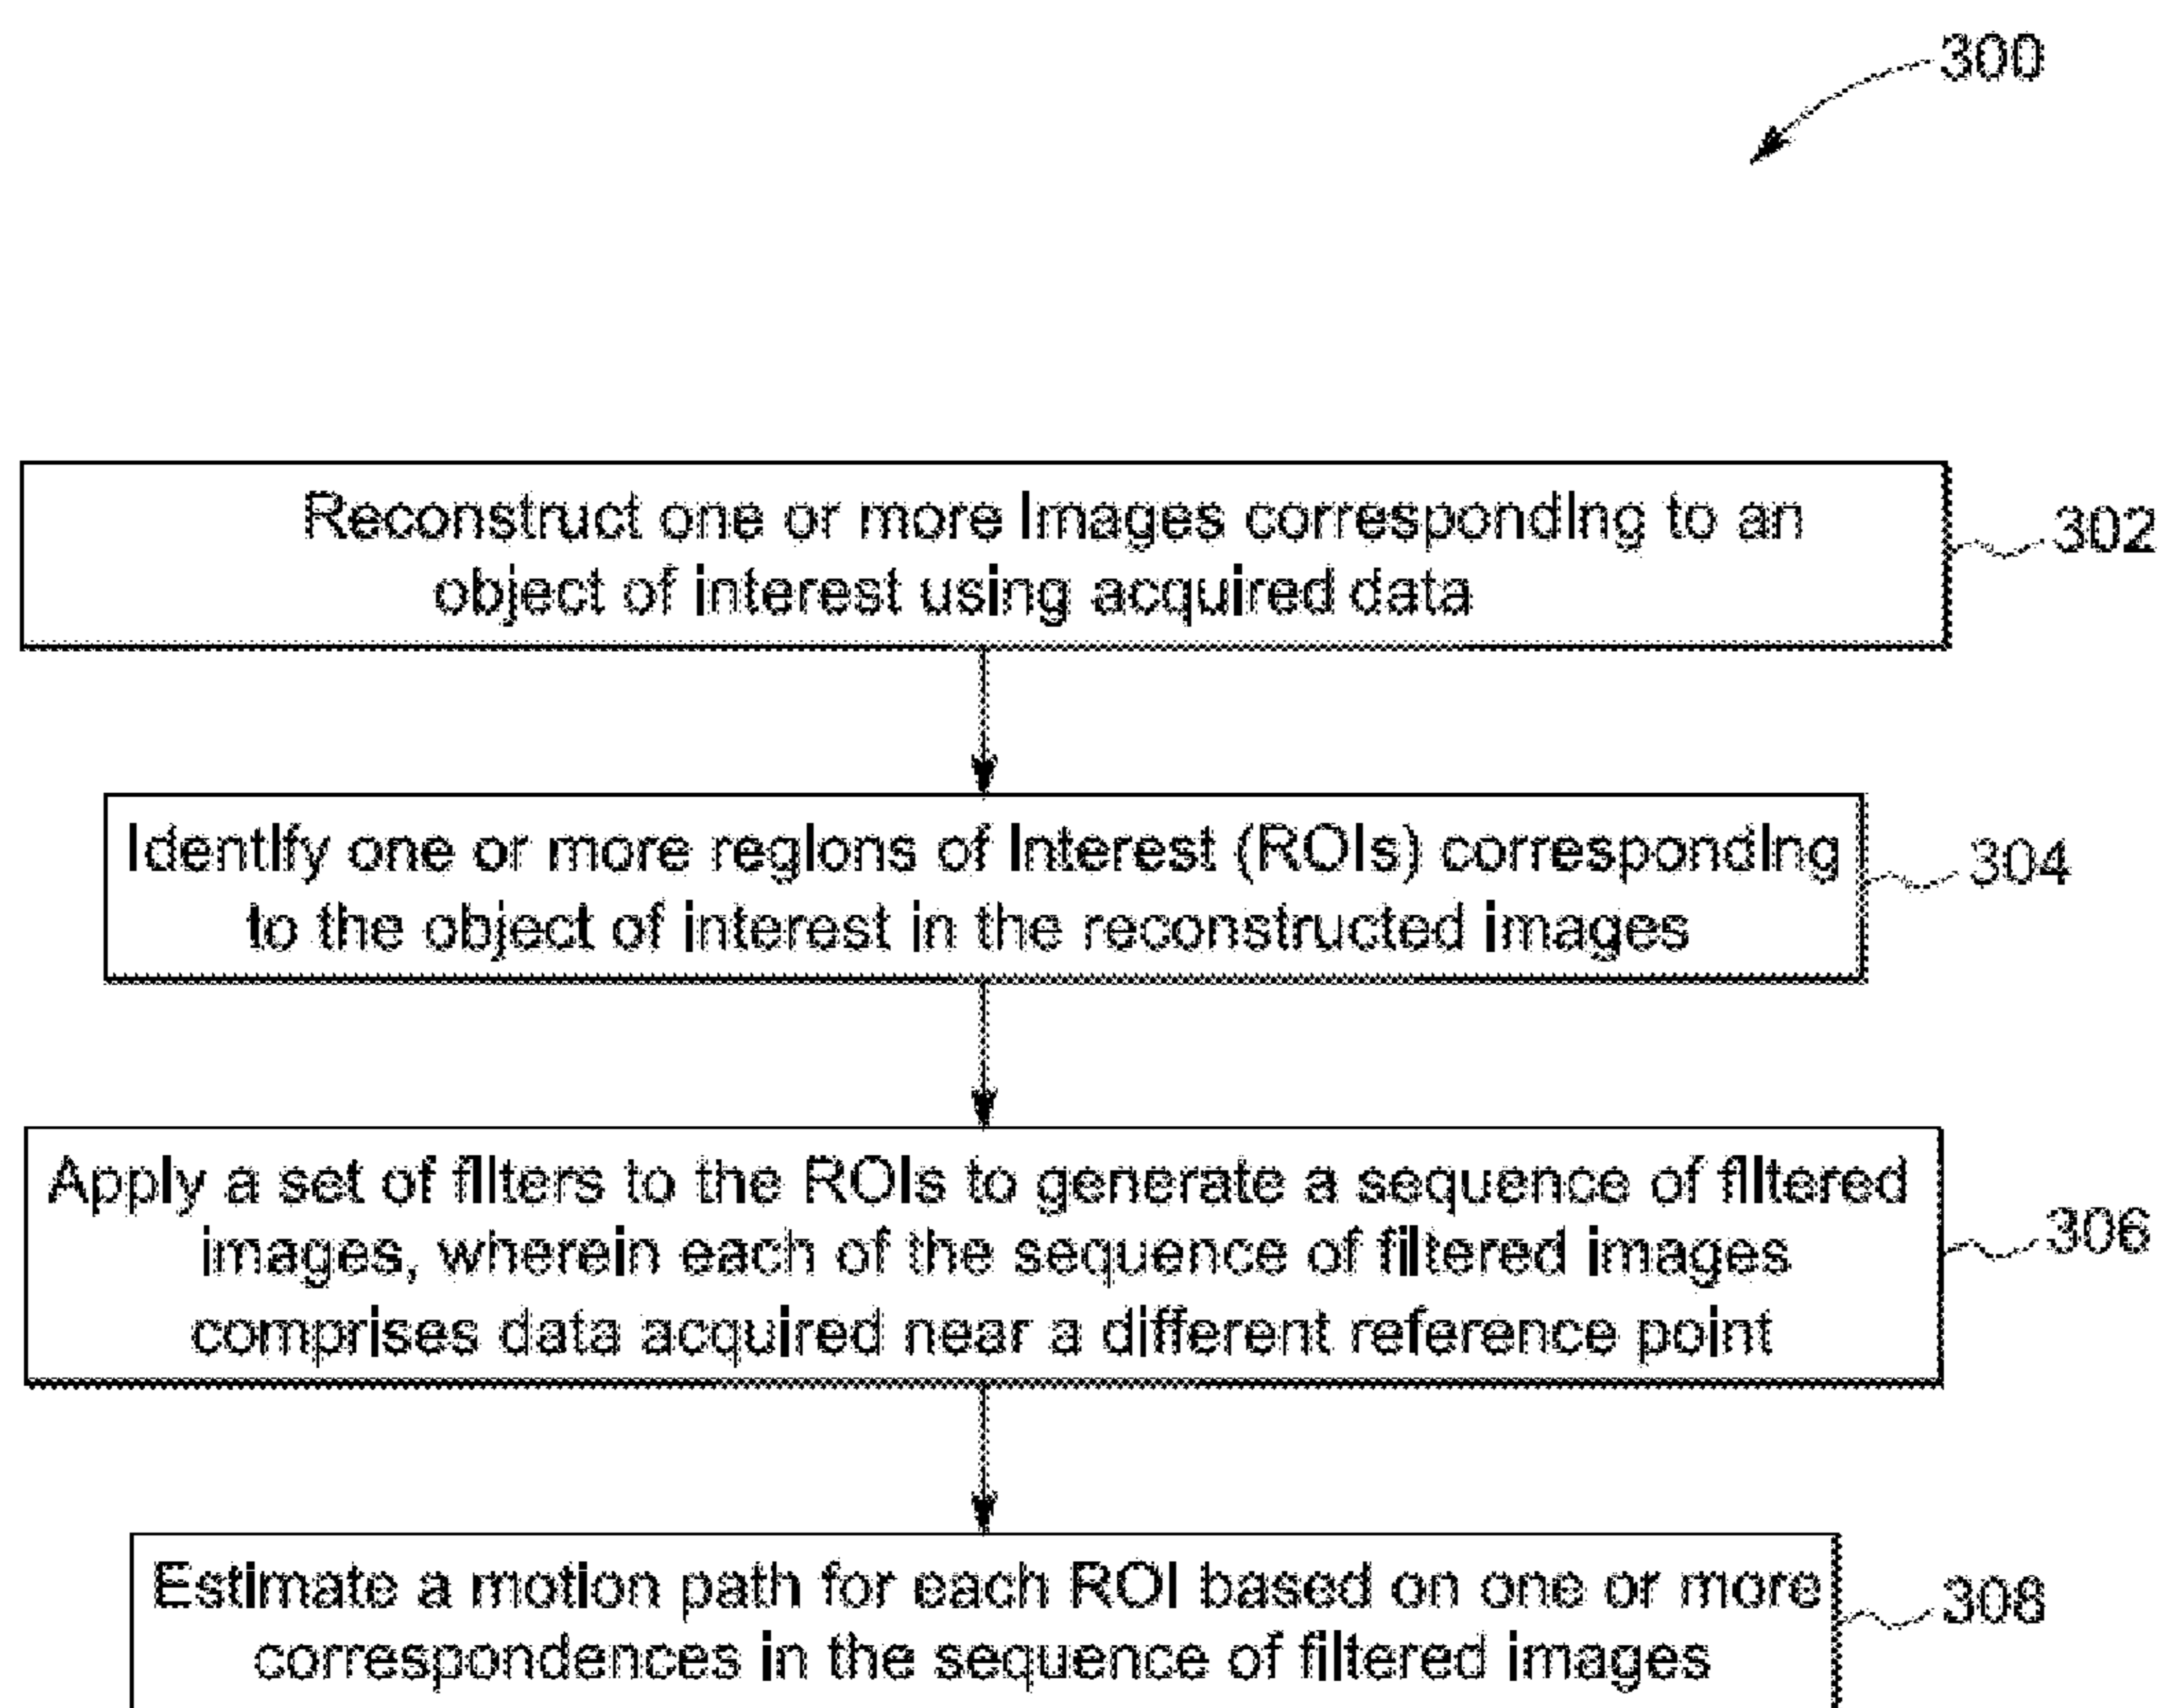 300
Reconstruct one or more images corresponding to an
object of interest using acquired data
302
Identify one or more regions of interest (ROIs) corresponding
to the object of interest in the reconstructed images
304
Apply a set of filters to the ROIs to generate a sequence of filtered
images, wherein each of the sequence of filtered images
comprises data acquired near a different reference point
306
Estimate a motion path for each ROI based on one or more
correspondences in the sequence of filtered images
308